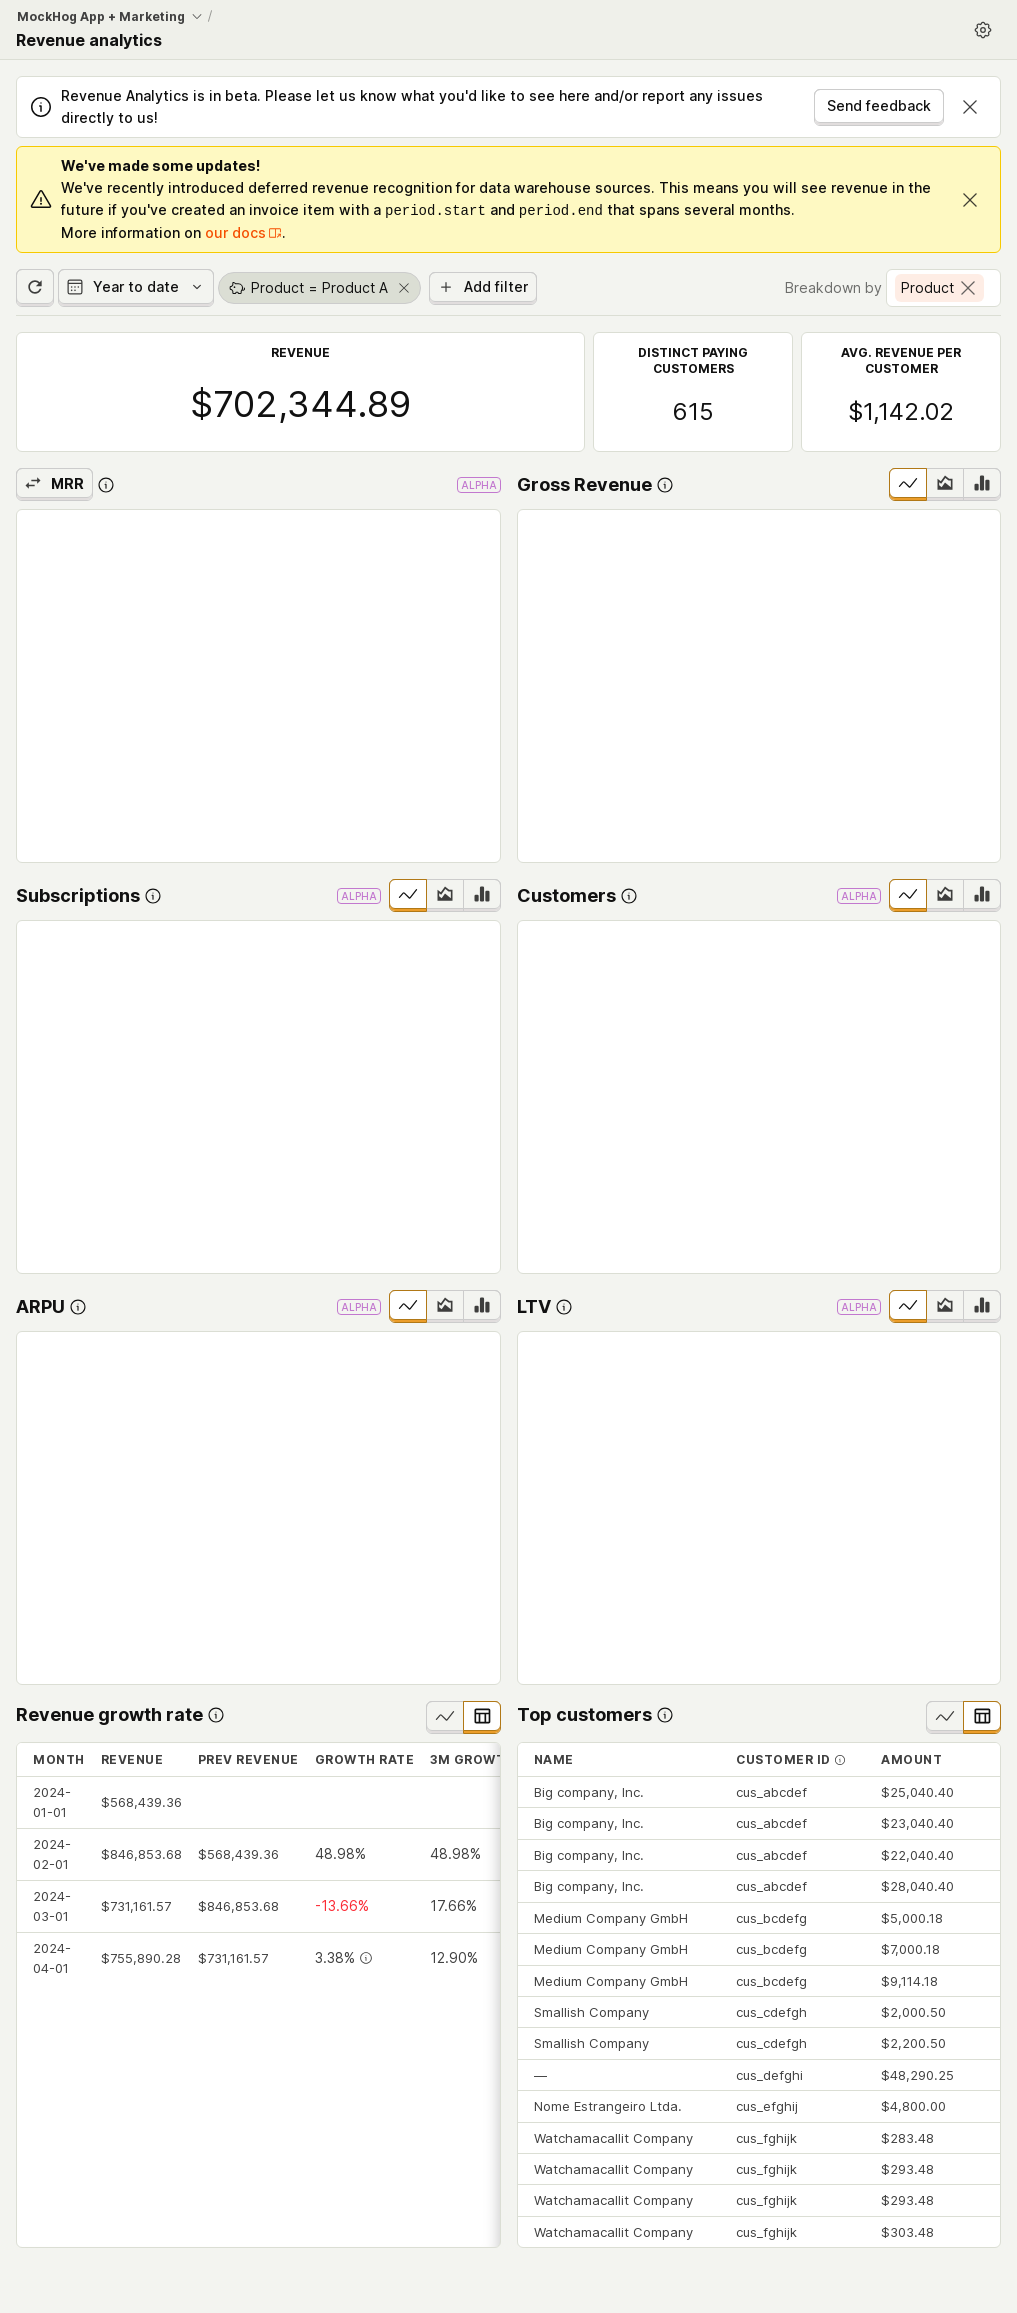 MockHog App + Marketing /
Revenue analytics
Revenue Analytics is in beta. Please let us know what you'd like to see here and/or report any issues
directly to us!
Send feedback
We've made some updates!
We've recently introduced deferred revenue recognition for data warehouse sources. This means you will see revenue in the
future if you've created an invoice item with a period.start and period.end that spans several months.
More information on our docs.
Year to date
Product = Product A
Add filter
Breakdown by
Product
REVENUE
$702,344.89
DISTINCT PAYING
CUSTOMERS
615
AVG. REVENUE PER
CUSTOMER
$1,142.02
MRR
ALPHA
Gross Revenue
Subscriptions
ALPHA
Customers
ALPHA
ARPU
ALPHA
LTV
ALPHA
Revenue growth rate
MONTH REVENUE PREV REVENUE GROWTH RATE 3M GROWT
2024-
01-01
$568,439.36
2024-
02-01
$846,853.68 $568,439.36 48.98% 48.98%
2024-
03-01
$731,161.57 $846,853.68 -13.66% 17.66%
2024-
04-01
$755,890.28 $731,161.57 3.38% 12.90%
Top customers
NAME CUSTOMER ID AMOUNT
Big company, Inc. cus_abcdef $25,040.40
Big company, Inc. cus_abcdef $23,040.40
Big company, Inc. cus_abcdef $22,040.40
Big company, Inc. cus_abcdef $28,040.40
Medium Company GmbH cus_bcdefg $5,000.18
Medium Company GmbH cus_bcdefg $7,000.18
Medium Company GmbH cus_bcdefg $9,114.18
Smallish Company cus_cdefgh $2,000.50
Smallish Company cus_cdefgh $2,200.50
— cus_defghi $48,290.25
Nome Estrangeiro Ltda. cus_efghij $4,800.00
Watchamacallit Company cus_fghijk $283.48
Watchamacallit Company cus_fghijk $293.48
Watchamacallit Company cus_fghijk $293.48
Watchamacallit Company cus_fghijk $303.48